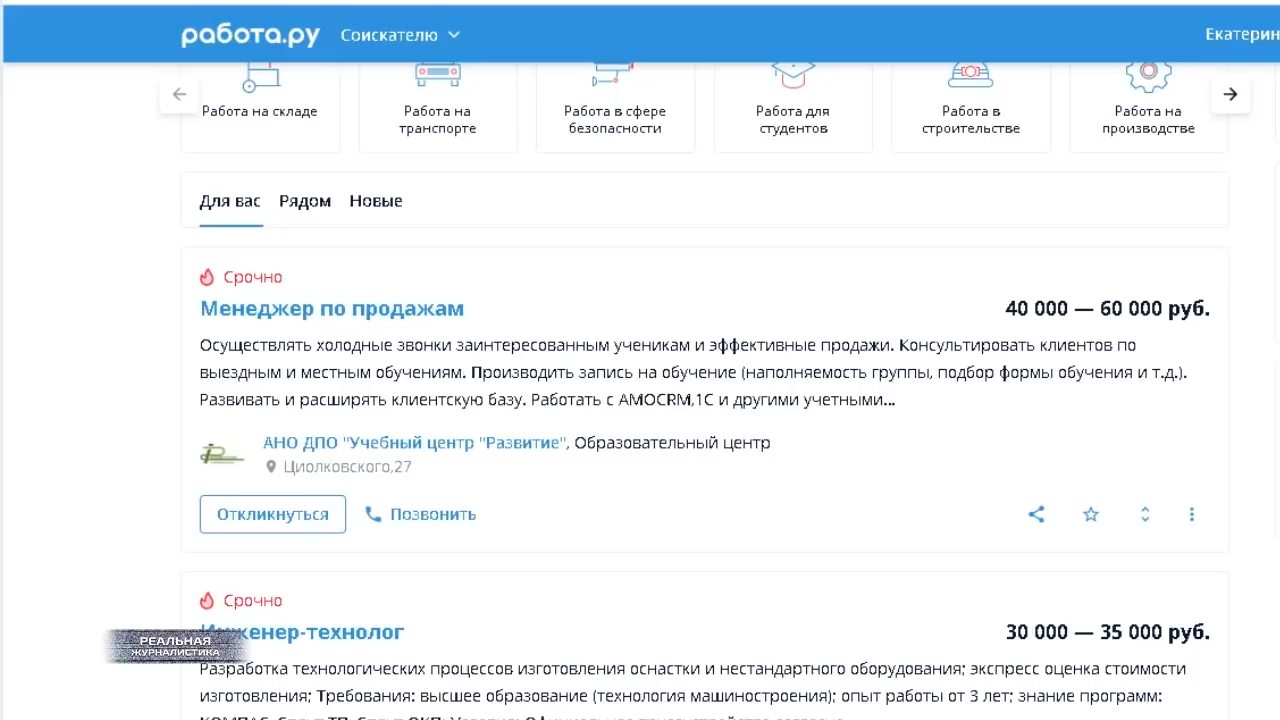 работа.ру Соискателю Екатерин
Работа на складе
Работа на
транспорте
Работа в сфере
безопасности
Работа для
студентов
Работа в
строительстве
Работа на
производстве
Для вас Рядом Новые
Срочно
Менеджер по продажам 40 000 — 60 000 руб.
Осуществлять холодные звонки заинтересованным ученикам и эффективные продажи. Консультировать клиентов по
выездным и местным обучениям. Производить запись на обучение (наполняемость группы, подбор формы обучения и т.д.).
Развивать и расширять клиентскую базу. Работать с АМОCRM,1С и другими учетными...
АНО ДПО "Учебный центр "Развитие", Образовательный центр
Циолковского,27
Откликнуться Позвонить
Срочно
Инженер-технолог 30 000 — 35 000 руб.
РЕАЛЬНАЯ
ЖУРНАЛИСТИКА
Разработка технологических процессов изготовления оснастки и нестандартного оборудования; экспресс оценка стоимости
изготовления; Требования: высшее образование (технология машиностроения); опыт работы от 3 лет; знание программ: